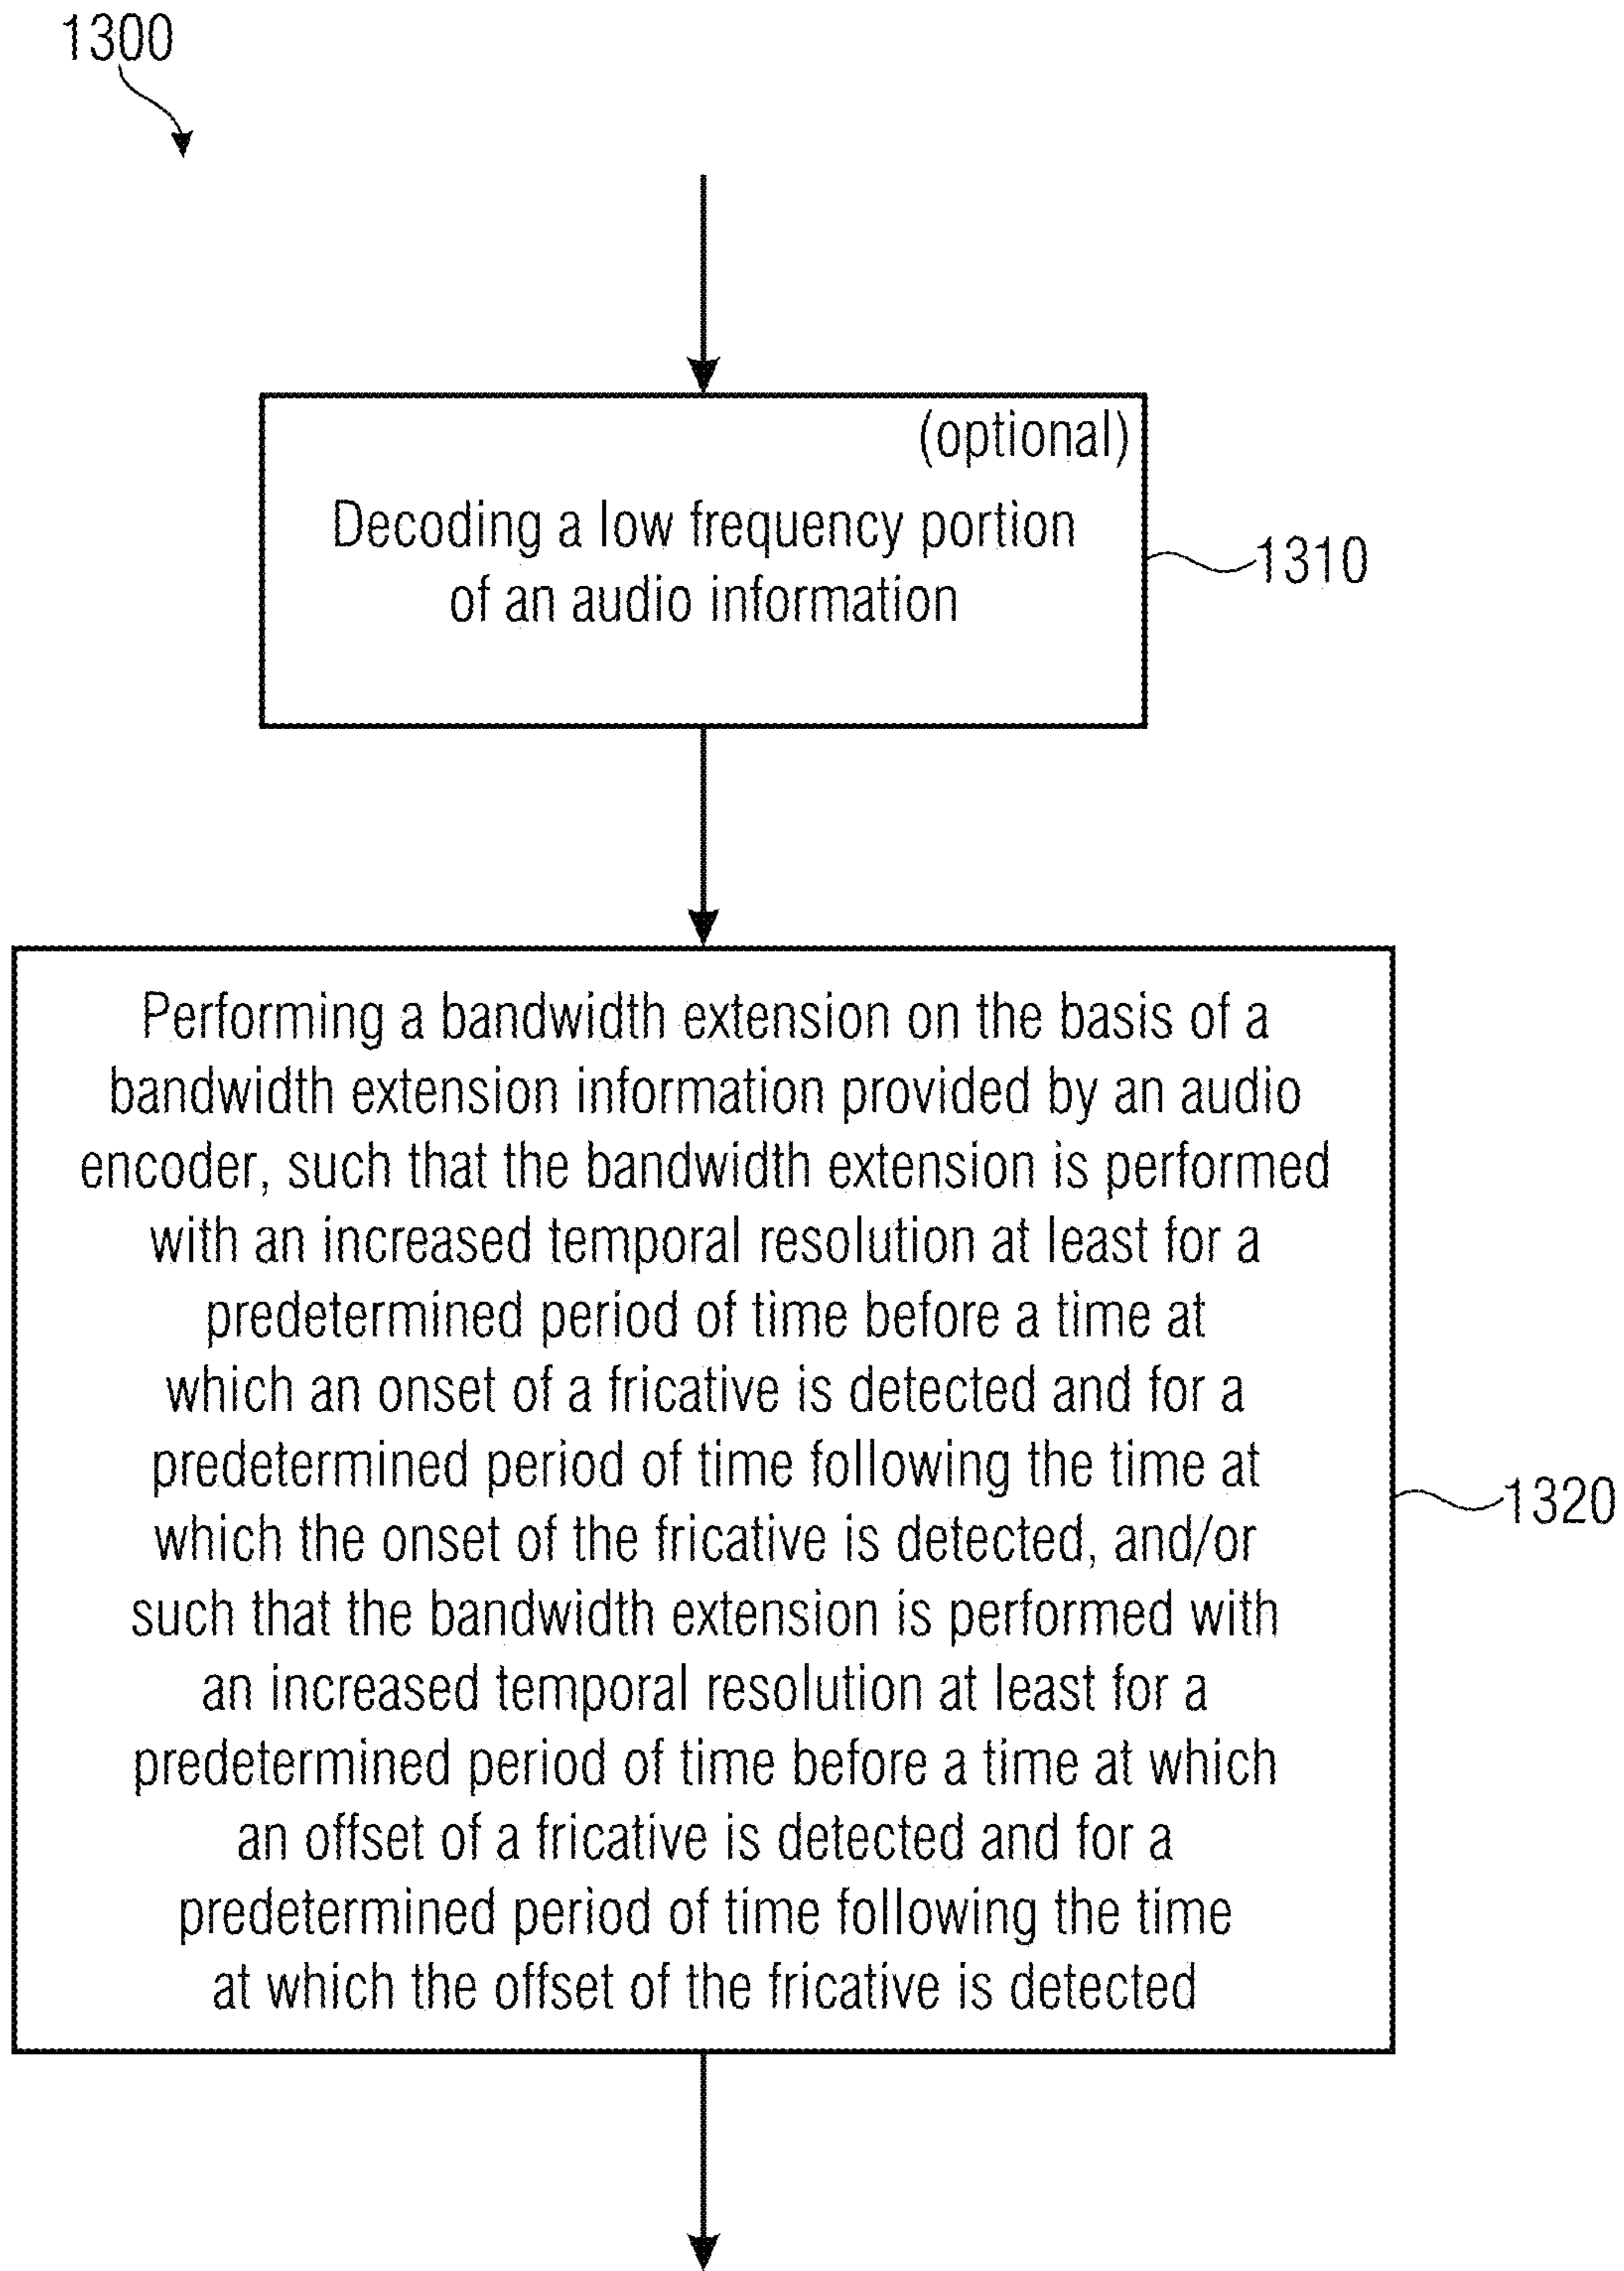 1300
(optional)
Decoding a low frequency portion
of an audio information
1310
Performing a bandwidth extension on the basis of a
bandwidth extension information provided by an audio
encoder, such that the bandwidth extension is performed
with an increased temporal resolution at least for a
predetermined period of time before a time at
which an onset of a fricative is detected and for a
predetermined period of time following the time at
which the onset of the fricative is detected, and/or
such that the bandwidth extension is performed with
an increased temporal resolution at least for a
predetermined period of time before a time at which
an offset of a fricative is detected and for a
predetermined period of time following the time
at which the offset of the fricative is detected
1320